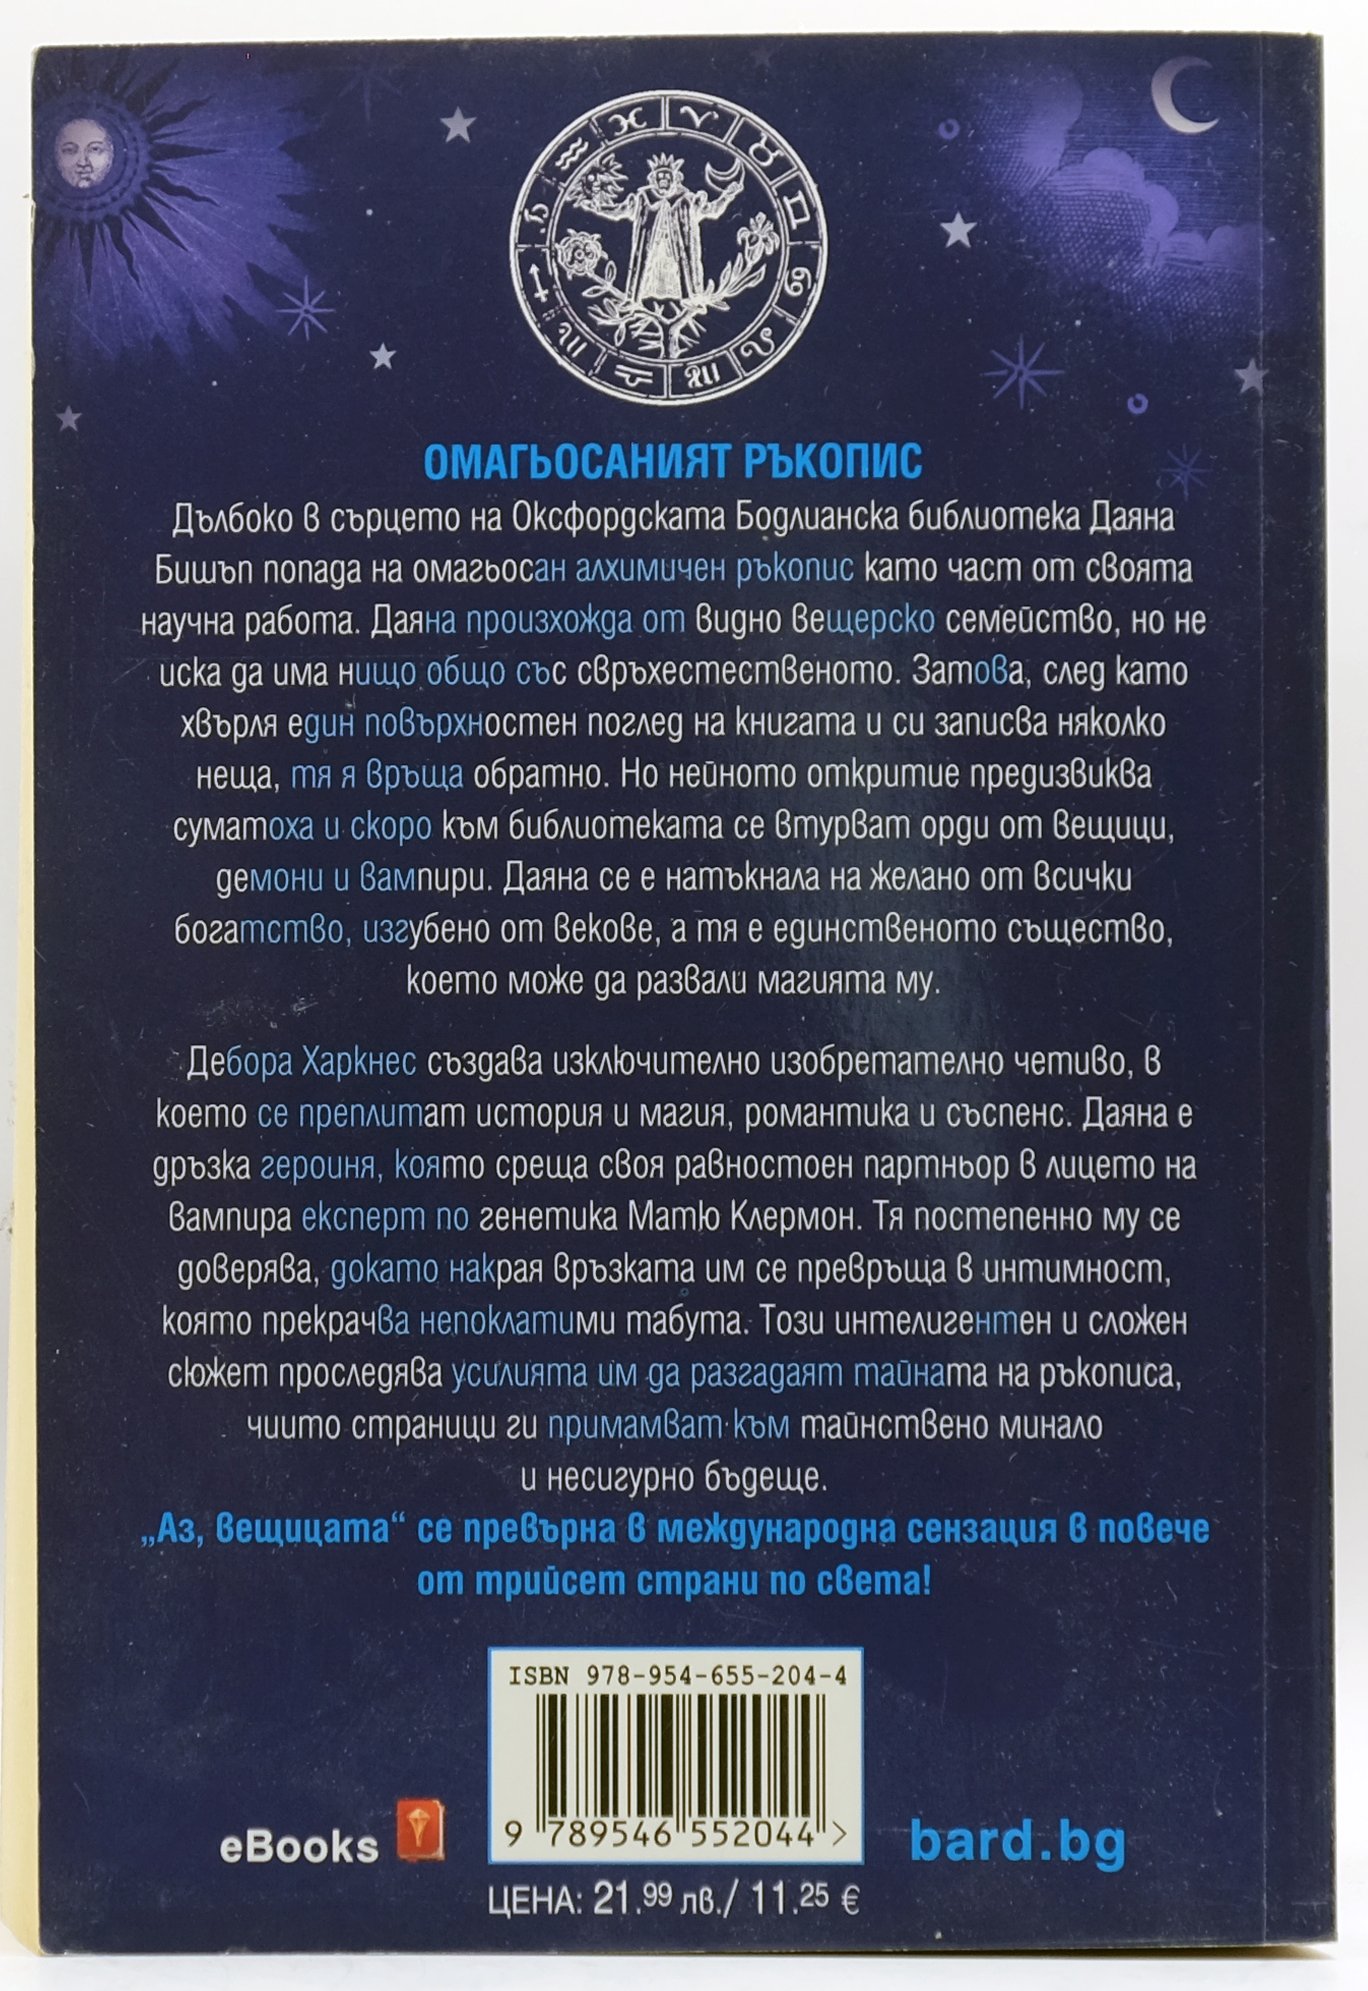 ОМАГЬОСАНИЯТ РЪКОПИС
Дълбоко в сърцето на Оксфордската Бодлианска библиотека Даяна
Бишъп попада на омагьосан алхимичен ръкопис като част от своята
научна работа. Даяна произхожда от видно вещерско семейство, но не
иска да има нищо общо със свръхестественото. Затова, след като
хвърля един повърхностен поглед на книгата и си записва няколко
неща, тя я връща обратно. Но нейното откритие предизвиква
суматоха и скоро към библиотеката се втурват орди от вещици,
демони и вампири. Даяна се е натъкнала на желано от всички
богатство, изгубено от векове, а тя е единственото същество,
което може да развали магията му.
Дебора Харкнес създава изключително изобретателно четиво, в
което се преплитат история и магия, романтика и съспенс. Даяна е
дръзка героиня, която среща своя равностоен партньор в лицето на
вампира експерт по генетика Матю Клермон. Тя постепенно му се
доверява, докато накрая връзката им се превръща в интимност,
която прекрачва непоклатими табута. Този интелигентен и сложен
сюжет проследява усилията им да разгадаят тайната на ръкописа,
чиито страници ги примамват към тайнствено минало
и несигурно бъдеще.
„Аз, вещицата“ се превърна в международна сензация в повече
от трийсет страни по света!
ISBN 978-954-655-204-4
9 789546 552044 >
eBooks
bard.bg
ЦЕНА: 21.99 лв./ 11.25 €